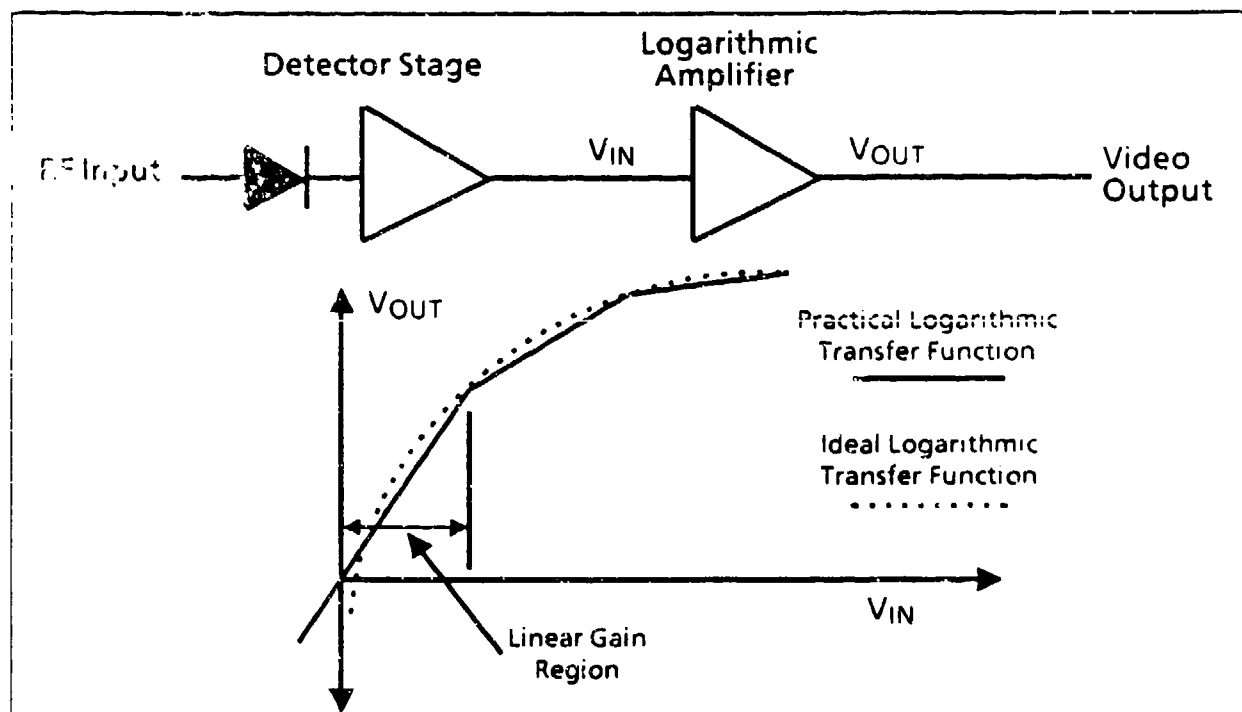 Detector Stage
Logarithmic
Amplifier
RF Input
VIN
VOUT
Video
Output
VOUT
Practical Logarithmic
Transfer Function
Ideal Logarithmic
Transfer Function
VIN
Linear Gain
Region